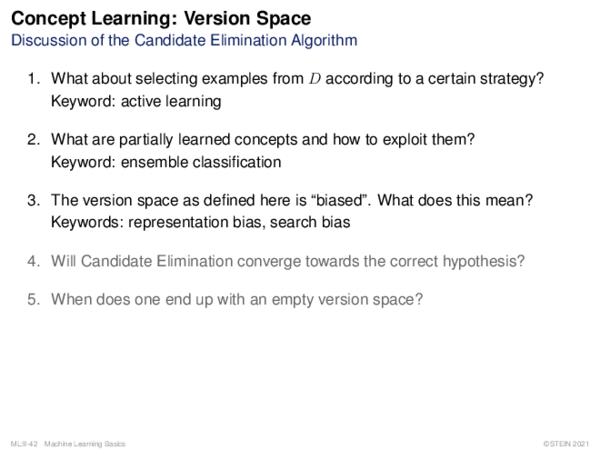 Concept Learning: Version Space
Discussion of the Candidate Elimination Algorithm
1. What about selecting examples from D according to a certain strategy?
Keyword: active learning
2. What are partially learned concepts and how to exploit them?
Keyword: ensemble classification
3. The version space as defined here is “biased”. What does this mean?
Keywords: representation bias, search bias
4. Will Candidate Elimination converge towards the correct hypothesis?
5. When does one end up with an empty version space?
ML:II-42 Machine Learning Basics
©STEIN 2021